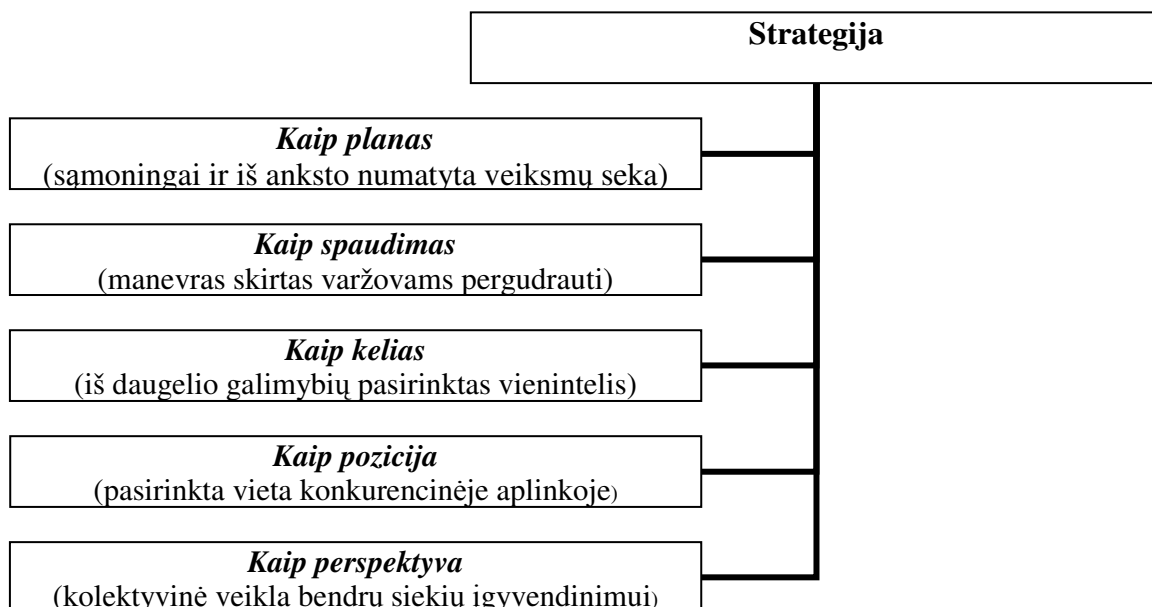 Strategija
Kaip planas
(sąmoningai ir iš anksto numatyta veiksmų seka)
Kaip spaudimas
(manevras skirtas varžovams pergudrauti)
Kaip kelias
(iš daugelio galimybių pasirinktas vienintelis)
Kaip pozicija
(pasirinkta vieta konkurencinėje aplinkoje)
Kaip perspektyva
(kolektyvinė veikla bendrų siekių įgyvendinimui)